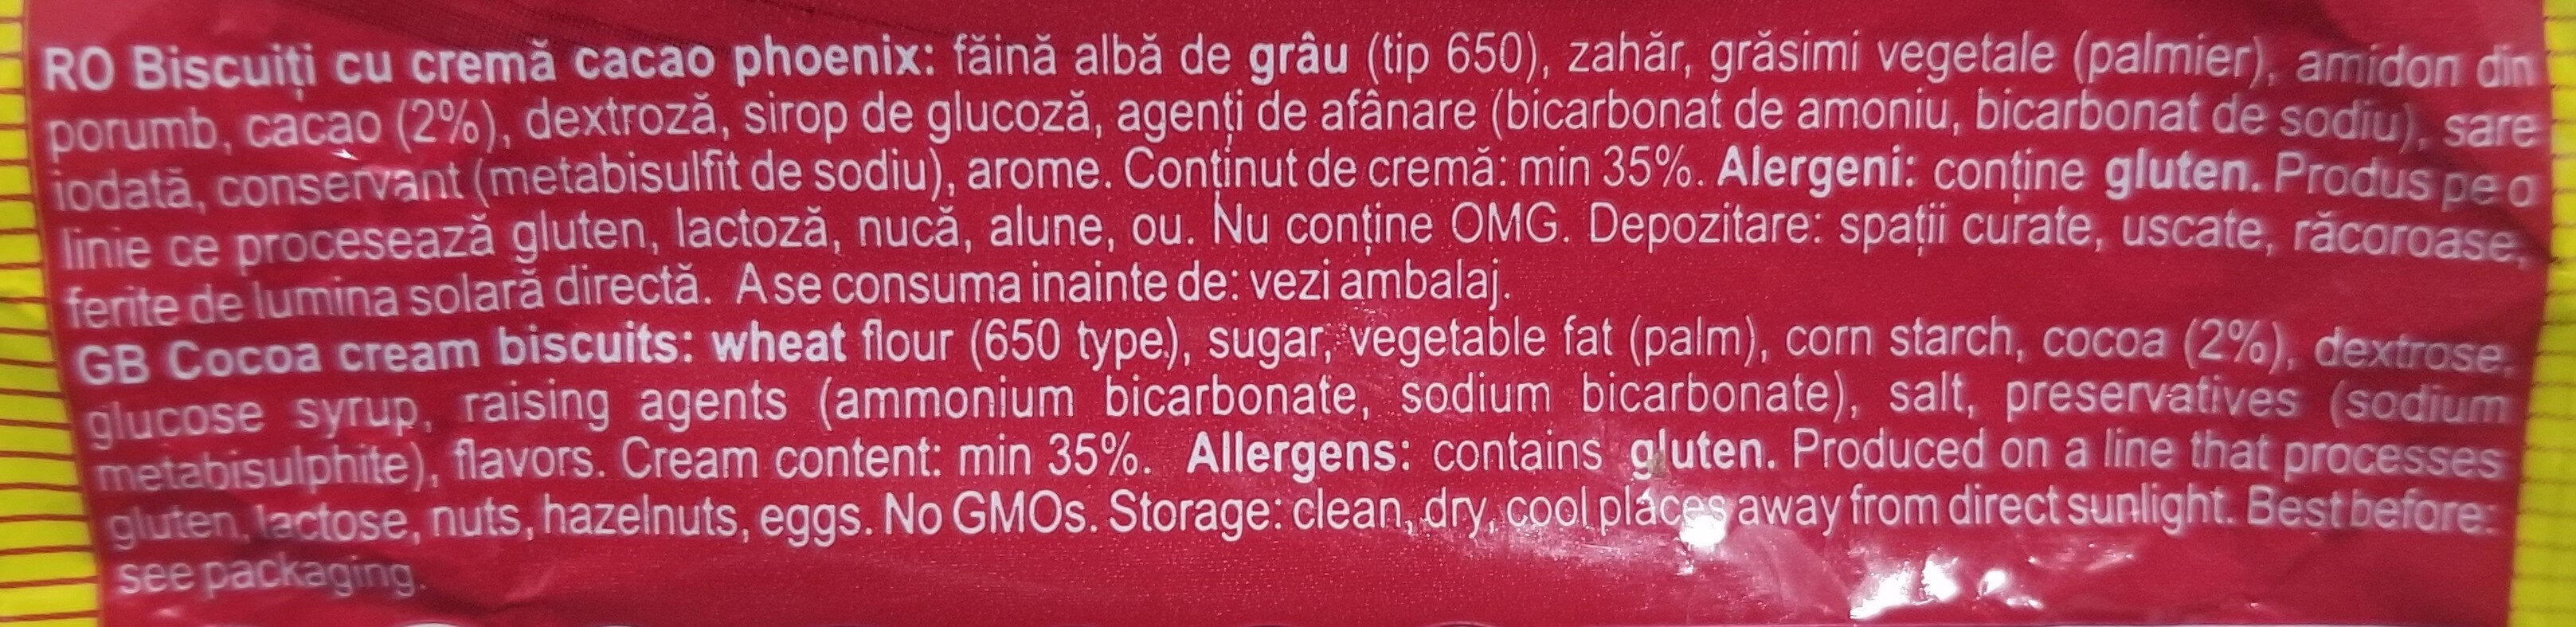 RO Biscuiți cu cremă cacao phoenix: făină albă de grâu (tip 650), zahăr, grăsimi vegetale (palmier), amidon din
porumb, cacao (2%), dextroză, sirop de glucoză, agenți de afânare (bicarbonat de amoniu, bicarbonat de sodiu), sare
iodată, conservant (metabisulfit de sodiu), arome. Conținut de cremă: min 35%. Alergeni: conține gluten. Produs pe o
linie ce procesează gluten, lactoză, nucă, alune, ou. Nu conține OMG. Depozitare: spații curate, uscate, răcoroase,
ferite de lumina solară directă. A se consuma inainte de: vezi ambalaj.
GB Cocoa cream biscuits: wheat flour (650 type), sugar, vegetable fat (palm), corn starch, cocoa (2%), dextrose,
glucose syrup, raising agents (ammonium bicarbonate, sodium bicarbonate), salt, preservatives (sodium
metabisulphite), flavors. Cream content: min 35%. Allergens: contains gluten. Produced on a line that processes
gluten, lactose, nuts, hazelnuts, eggs. No GMOs. Storage: clean, dry, cool places away from direct sunlight. Best before:
see packaging.